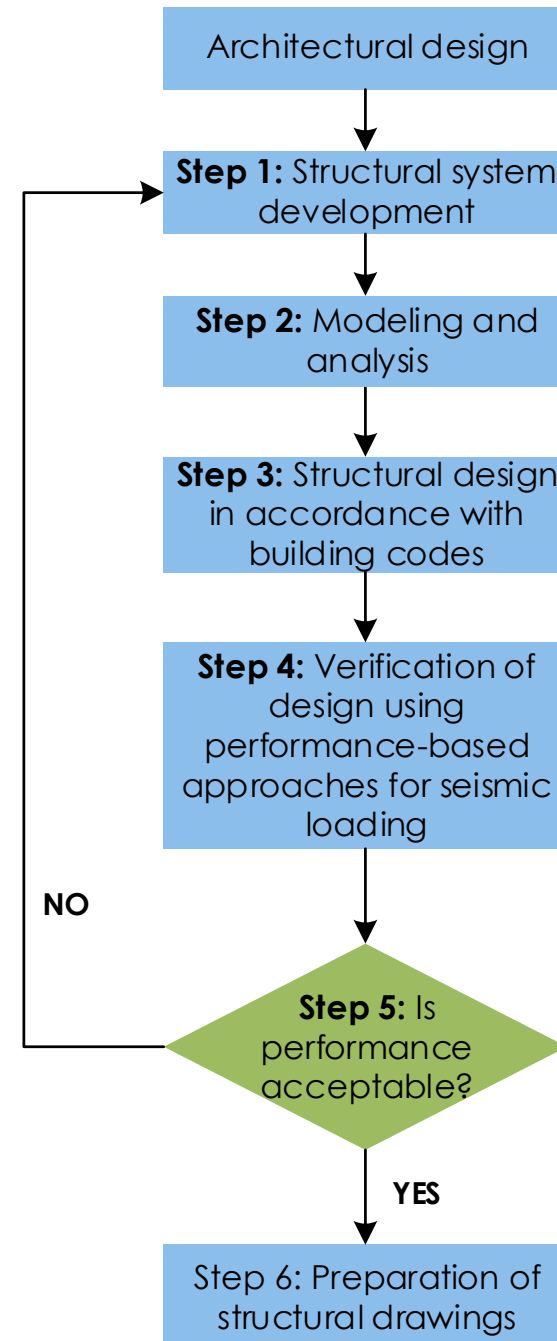 Architectural design
Step 1: Structural system
development
Step 2: Modeling and
analysis
Step 3: Structural design
in accordance with
building codes
Step 4: Verification of
design using
performance-based
approaches for seismic
loading
NO
Step 5: Is
performance
acceptable?
YES
Step 6: Preparation of
structural drawings